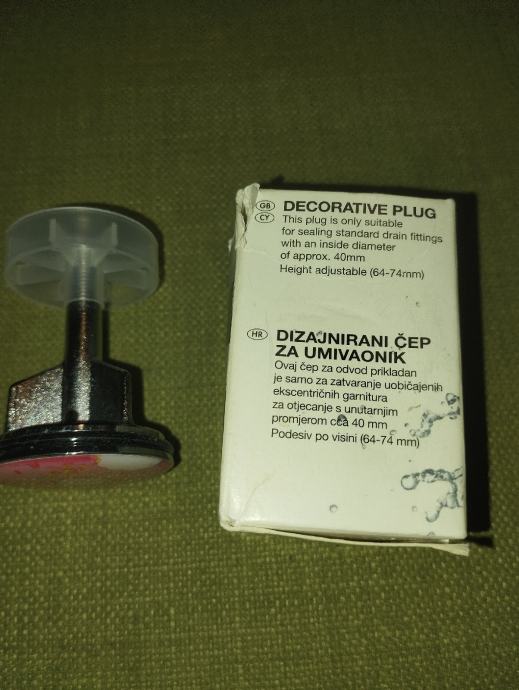 GB DECORATIVE PLUG
CY This plug is only suitable
for sealing standard drain fittings
with an inside diameter
of approx. 40mm
Height adjustable (64-74mm)
HR DIZAJNIRANI ČEP
ZA UMIVAONIK
Ovaj čep za odvod prikladan
je samo za zatvaranje uobičajenih
ekscentričnih garnitura
za otjecanje s unutarnjim
promjerom cca 40 mm
Podesiv po visini (64-74 mm)